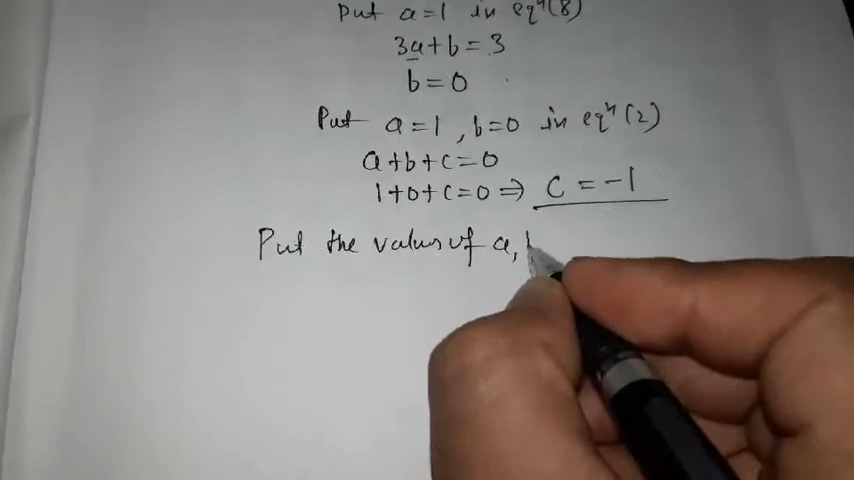 Put a=1 in eqⁿ(8)
3a+b=3
b=0
Put a=1, b=0 in eqⁿ(2)
a+b+c=0
1+0+c=0 ⇒ c=-1
Put the values of a,